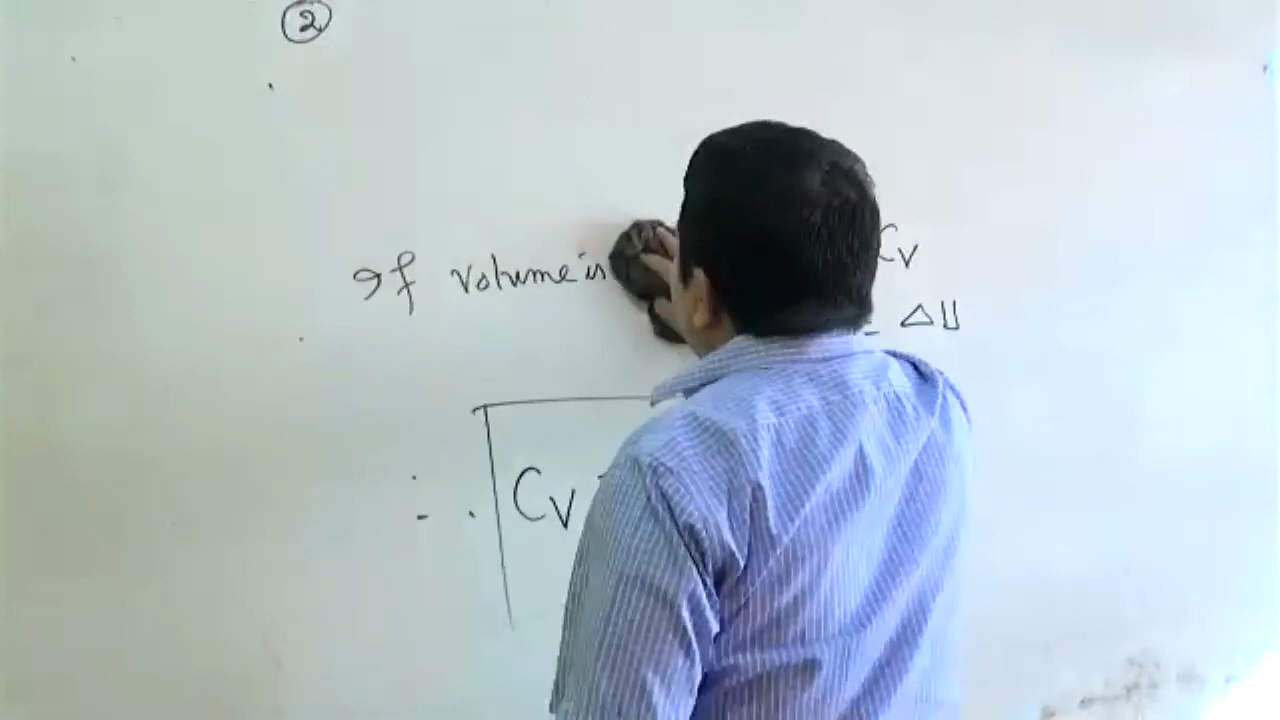 ②
If volume is
Cv
= ΔU
∴ Cv